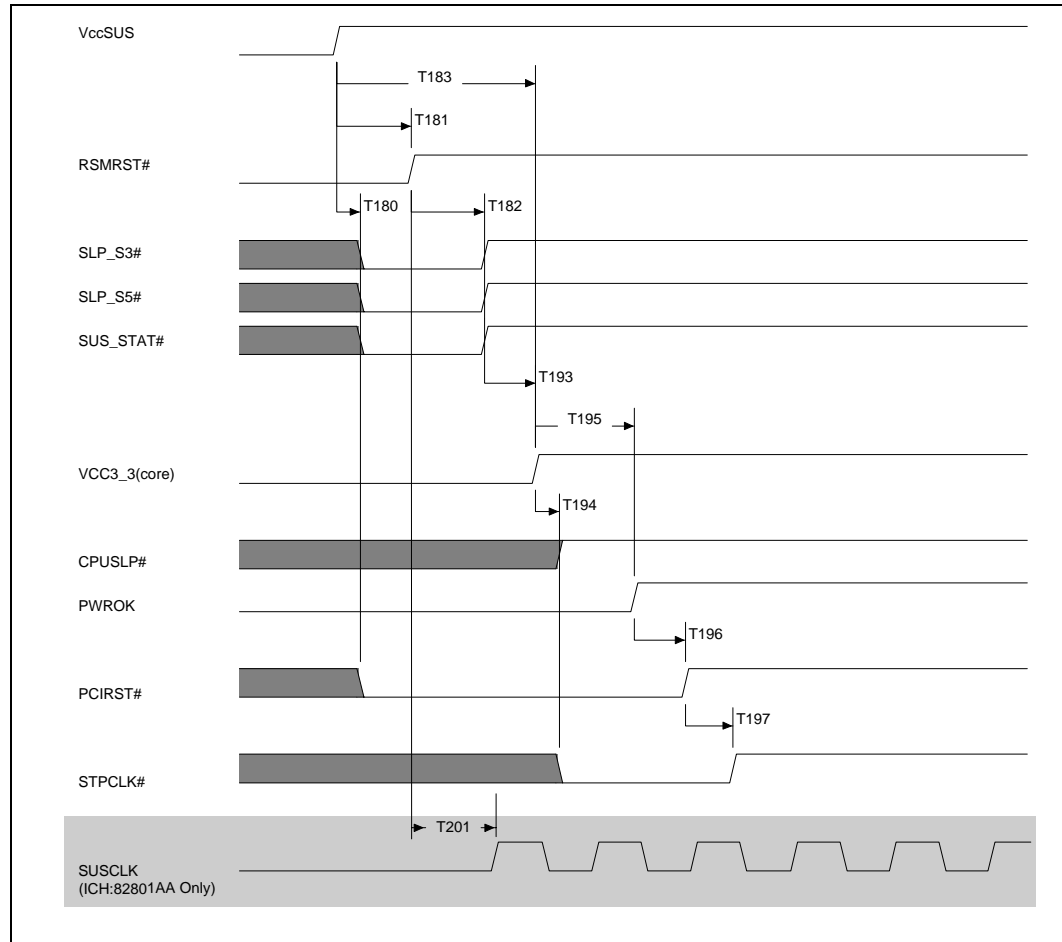 VccSUS
T183
T181
RSMRST#
T180
T182
SLP_S3#
SLP_S5#
SUS_STAT#
T193
T195
VCC3_3(core)
T194
CPUSLP#
PWROK
T196
PCIRST#
T197
STPCLK#
T201
SUSCLK
(ICH:82801AA Only)